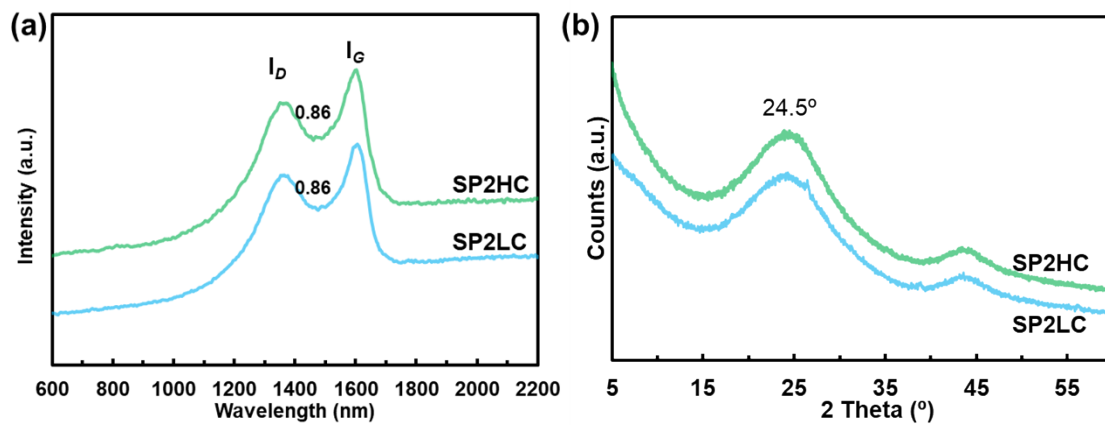 (a)
I_D
I_G
0.86
0.86
SP2HC
SP2LC
Intensity (a.u.)
600 800 1000 1200 1400 1600 1800 2000 2200
Wavelength (nm)
(b)
24.5º
SP2HC
SP2LC
Counts (a.u.)
5 15 25 35 45 55
2 Theta (º)